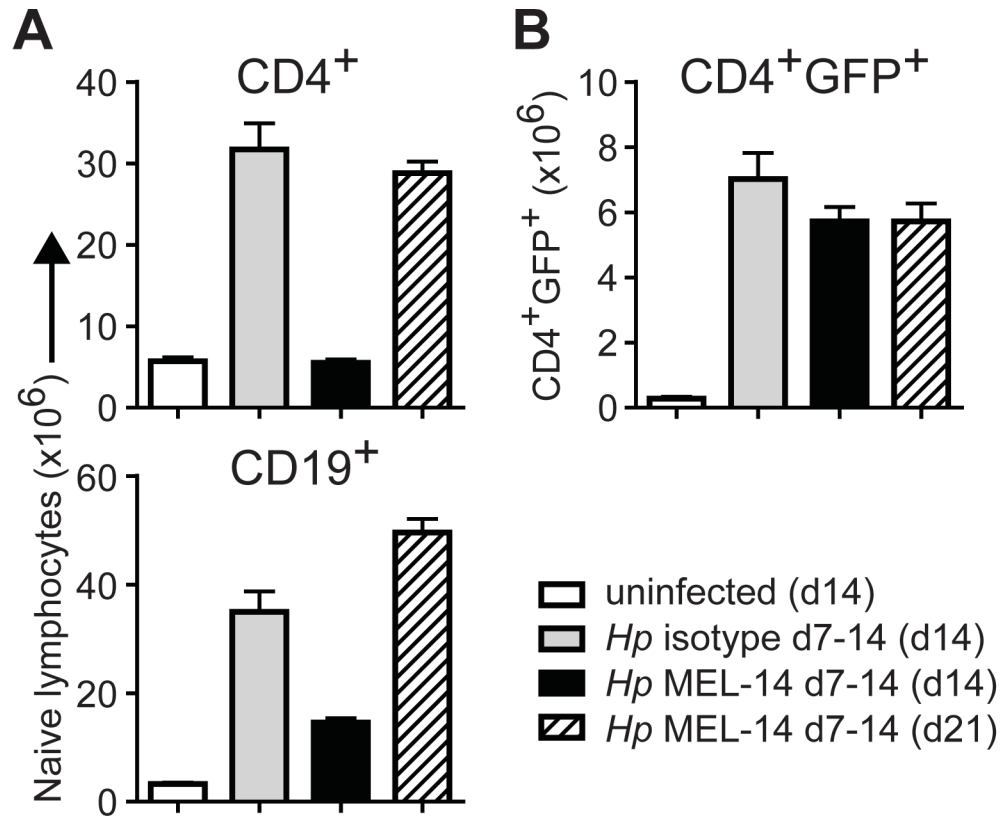 A
CD4+
40
30
20
10
0
Naive lymphocytes (x10⁶)
CD19+
60
40
20
0
B
CD4+GFP+
CD4+GFP+ (x10⁶)
10
8
6
4
2
0
uninfected (d14)
Hp isotype d7-14 (d14)
Hp MEL-14 d7-14 (d14)
Hp MEL-14 d7-14 (d21)